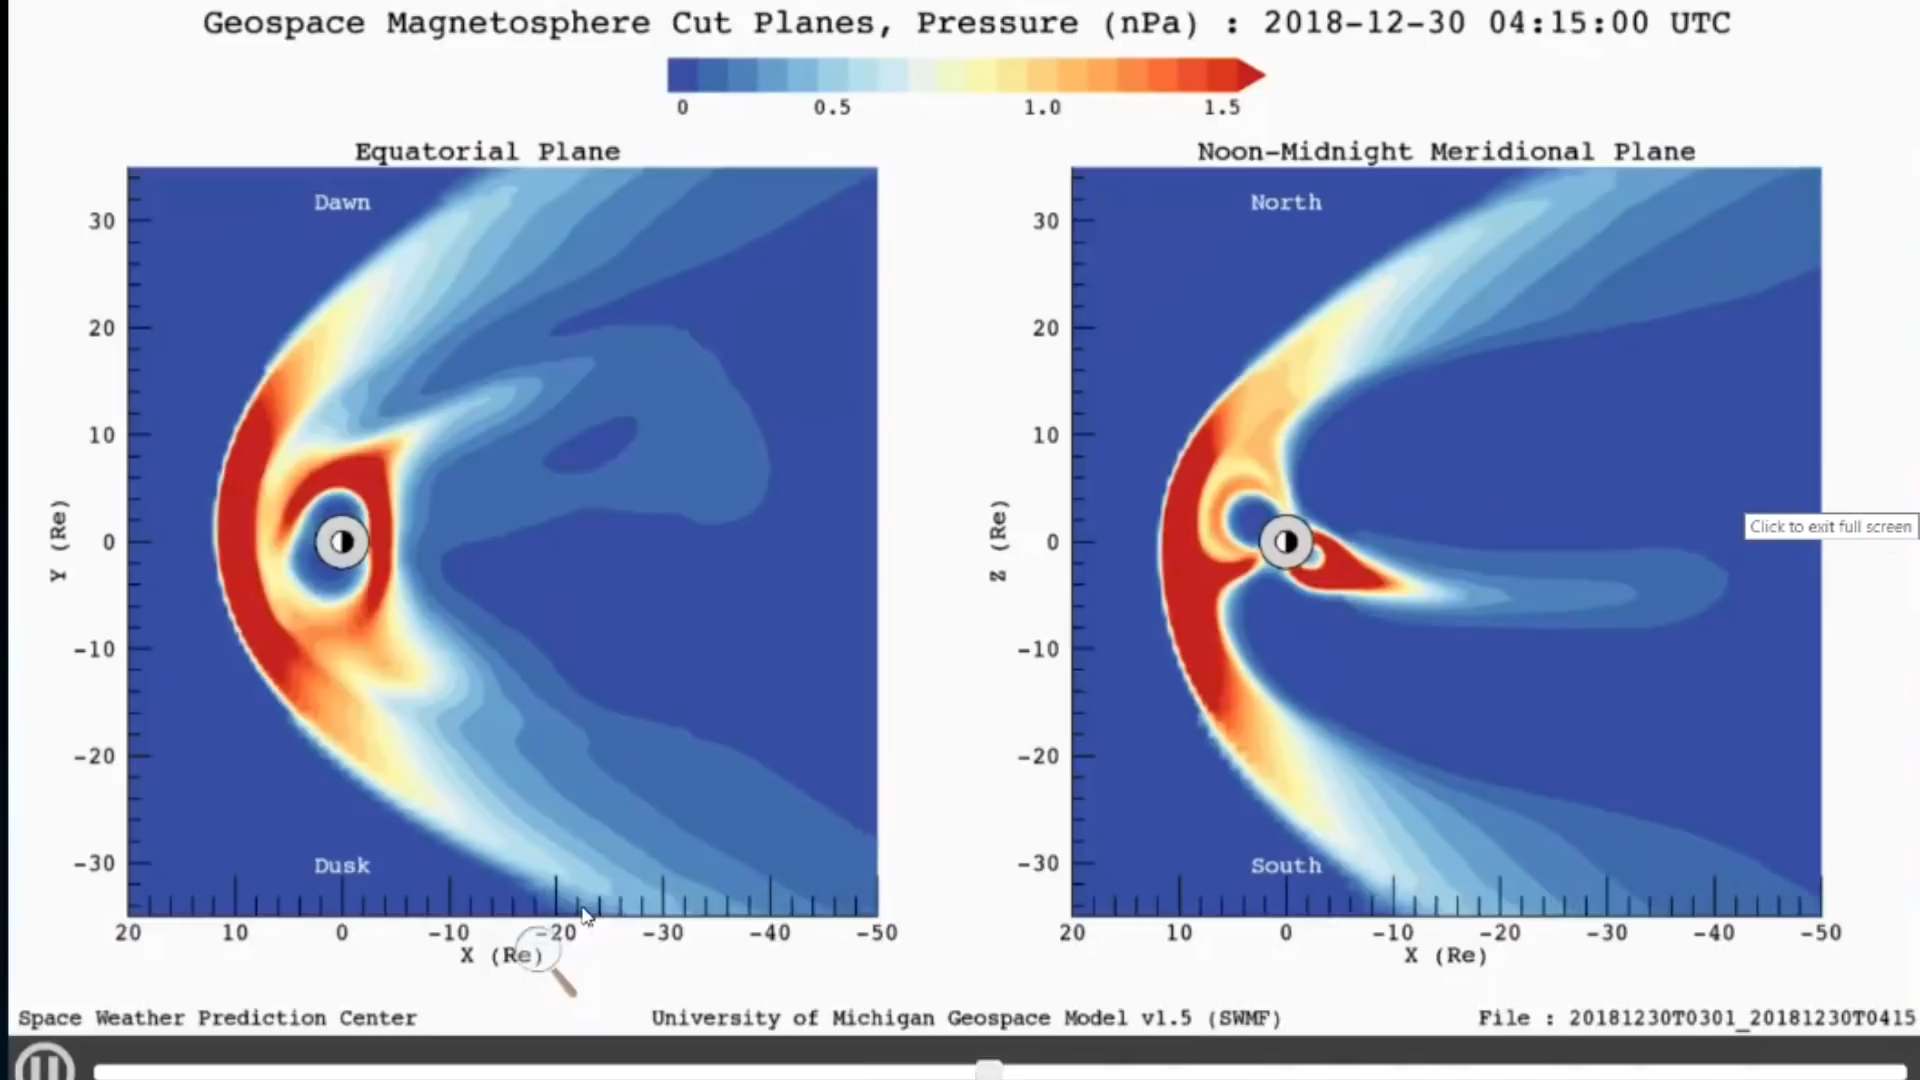 Geospace Magnetosphere Cut Planes, Pressure (nPa) : 2018-12-30 04:15:00 UTC
0 0.5 1.0 1.5
Equatorial Plane
Dawn
30
20
10
0
-10
-20
-30
Y (Re)
Dusk
20 10 0 -10 -20 -30 -40 -50
X (Re)
Noon-Midnight Meridional Plane
North
30
20
10
0
-10
-20
-30
Z (Re)
Click to exit full screen
South
20 10 0 -10 -20 -30 -40 -50
X (Re)
Space Weather Prediction Center
University of Michigan Geospace Model v1.5 (SWMF)
File : 20181230T0301_20181230T0415